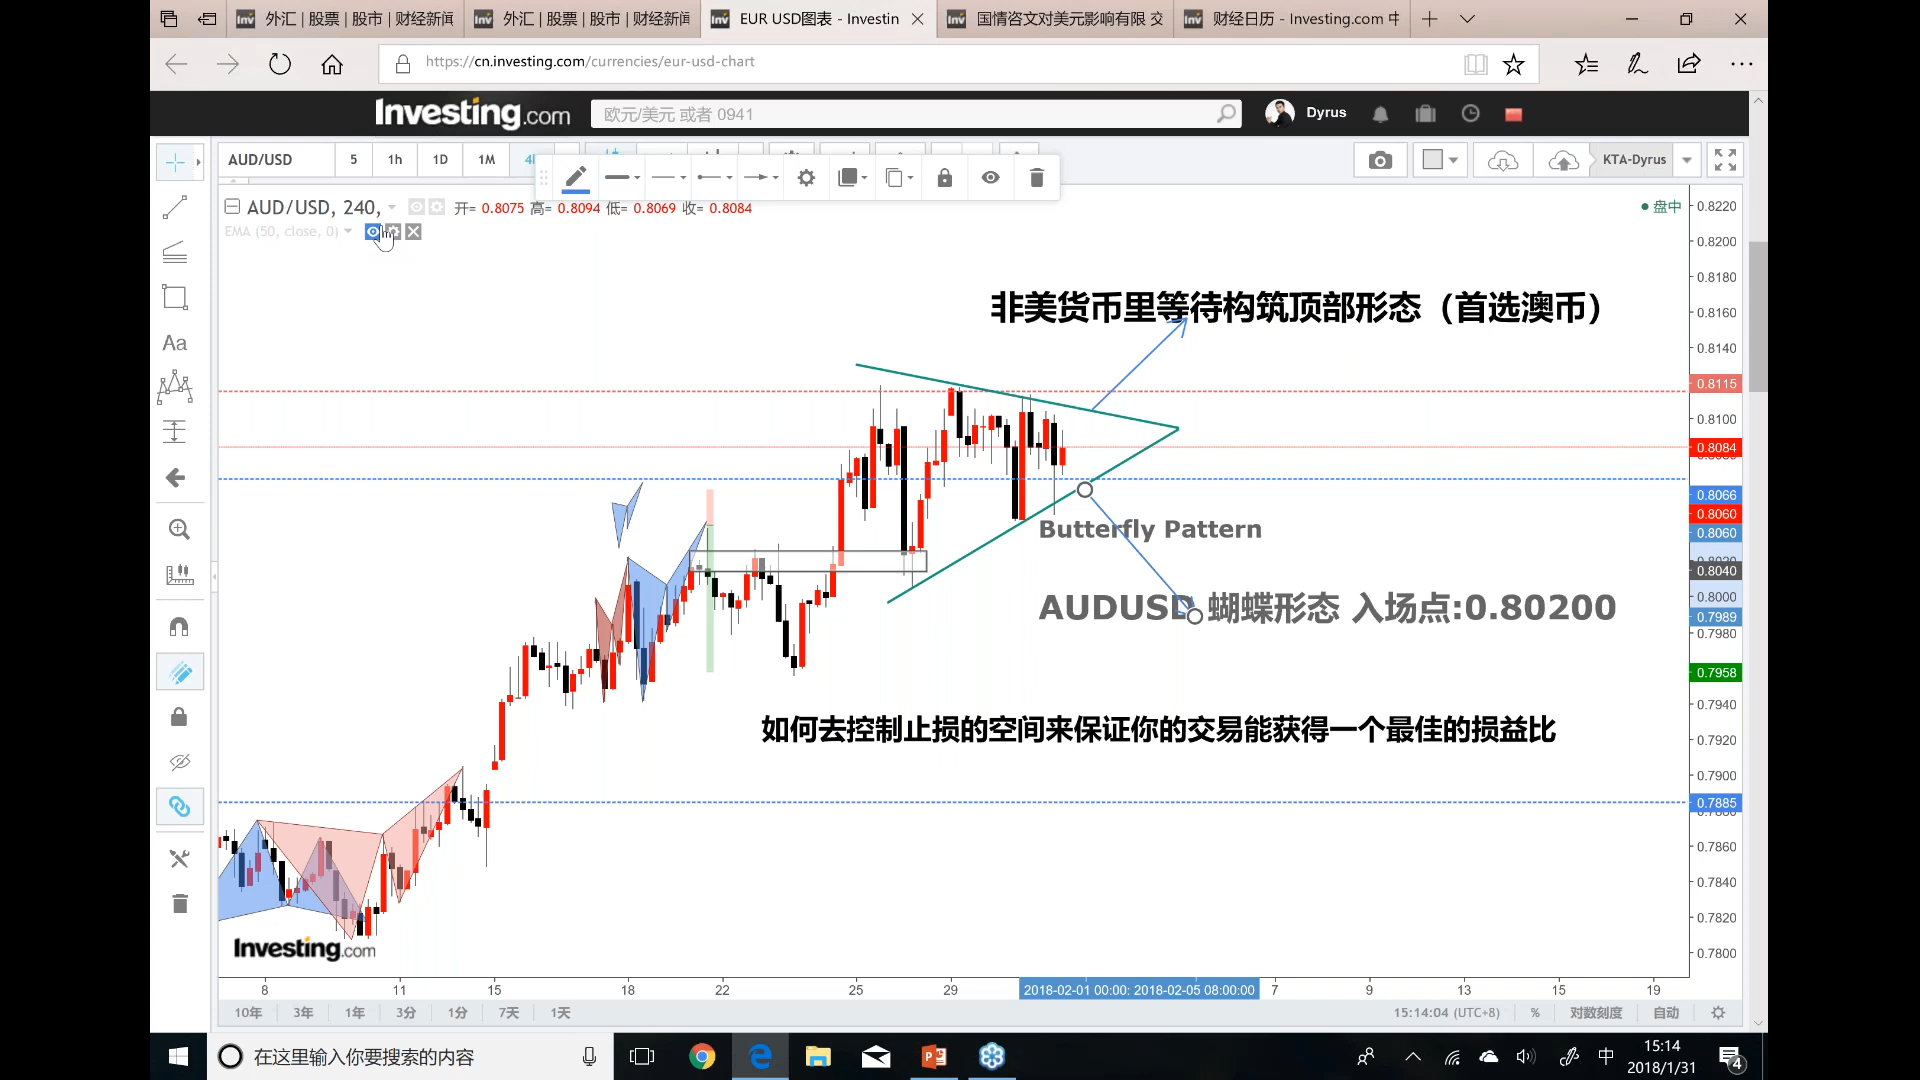 外汇 | 股票 | 股市 | 财经新闻
外汇 | 股票 | 股市 | 财经新闻
EUR USD图表 - Investin
国情咨文对美元影响有限 交
财经日历 - Investing.com 中
https://cn.investing.com/currencies/eur-usd-chart
Investing.com
欧元/美元 或者 0941
Dyrus
AUD/USD
5
1h
1D
1M
KTA-Dyrus
AUD/USD, 240,
开= 0.8075 高= 0.8094 低= 0.8069 收= 0.8084
盘中
EMA (50, close, 0)
Aa
非美货币里等待构筑顶部形态（首选澳币）
Butterfly Pattern
AUDUSD 蝴蝶形态 入场点:0.80200
如何去控制止损的空间来保证你的交易能获得一个最佳的损益比
0.8220
0.8200
0.8180
0.8160
0.8140
0.8115
0.8100
0.8084
0.8066
0.8060
0.8060
0.8040
0.8000
0.7989
0.7980
0.7958
0.7940
0.7920
0.7900
0.7885
0.7860
0.7840
0.7820
0.7800
Investing.com
8 11 15 18 22 25 29 2018-02-01 00:00: 2018-02-05 08:00:00 7 9 13 15 19
10年 3年 1年 3分 1分 7天 1天
15:14:04 (UTC+8) % 对数刻度 自动
在这里输入你要搜索的内容
中
15:14
2018/1/31
4